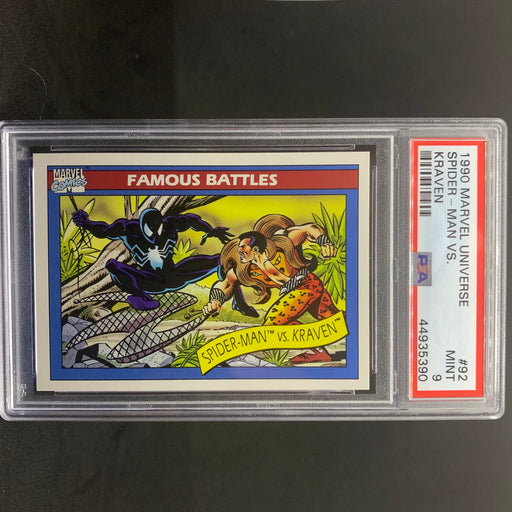 MARVEL
Comics
FAMOUS BATTLES
SPIDER-MAN™ VS. KRAVEN™
1990 MARVEL UNIVERSE #92
SPIDER-MAN VS. MINT
KRAVEN 9
PSA
44935390